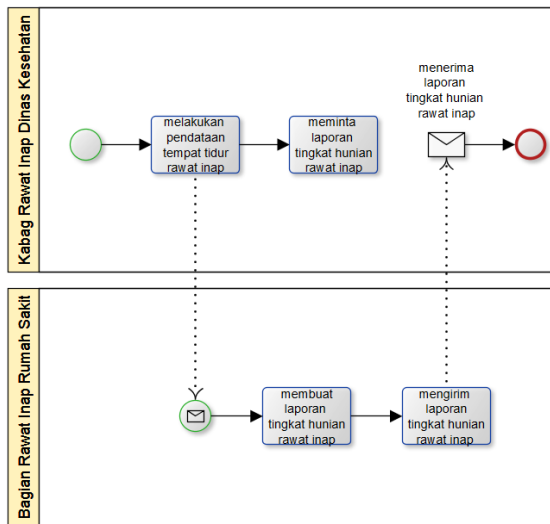 Kabag Rawat Inap Dinas Kesehatan
melakukan
pendataan
tempat tidur
rawat inap
meminta
laporan
tingkat hunian
rawat inap
menerima
laporan
tingkat hunian
rawat inap
Bagian Rawat Inap Rumah Sakit
membuat
laporan
tingkat hunian
rawat inap
mengirim
laporan
tingkat hunian
rawat inap